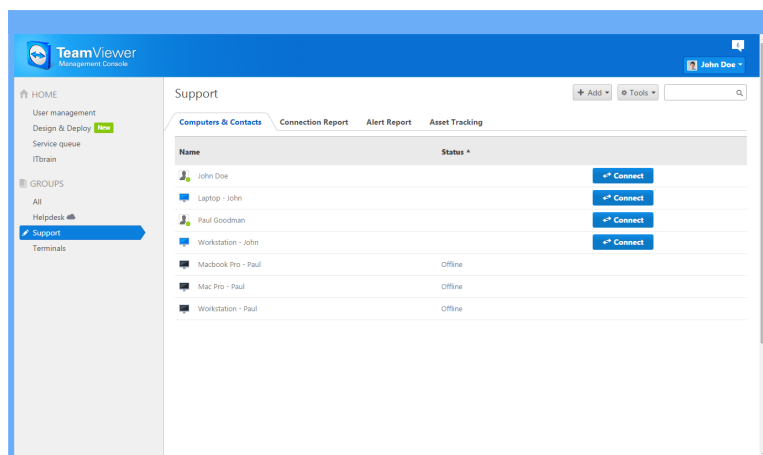 TeamViewer
Management Console
John Doe
HOME
User management
Design & Deploy New
Service queue
ITbrain
GROUPS
All
Helpdesk
Support
Terminals
Support
+ Add
Tools
Computers & Contacts Connection Report Alert Report Asset Tracking
Name Status
John Doe Connect
Laptop - John Connect
Paul Goodman Connect
Workstation - John Connect
Macbook Pro - Paul Offline
Mac Pro - Paul Offline
Workstation - Paul Offline